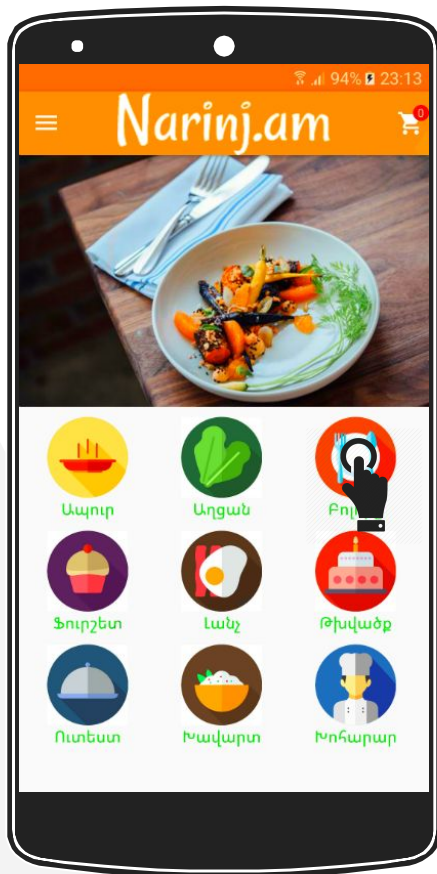 94% 23:13
Narinj.am
0
Ապուր
Աղցան
Ֆուրշետ
Լանչ
Թխվածք
Ուտեստ
Խավարտ
Խոհարար